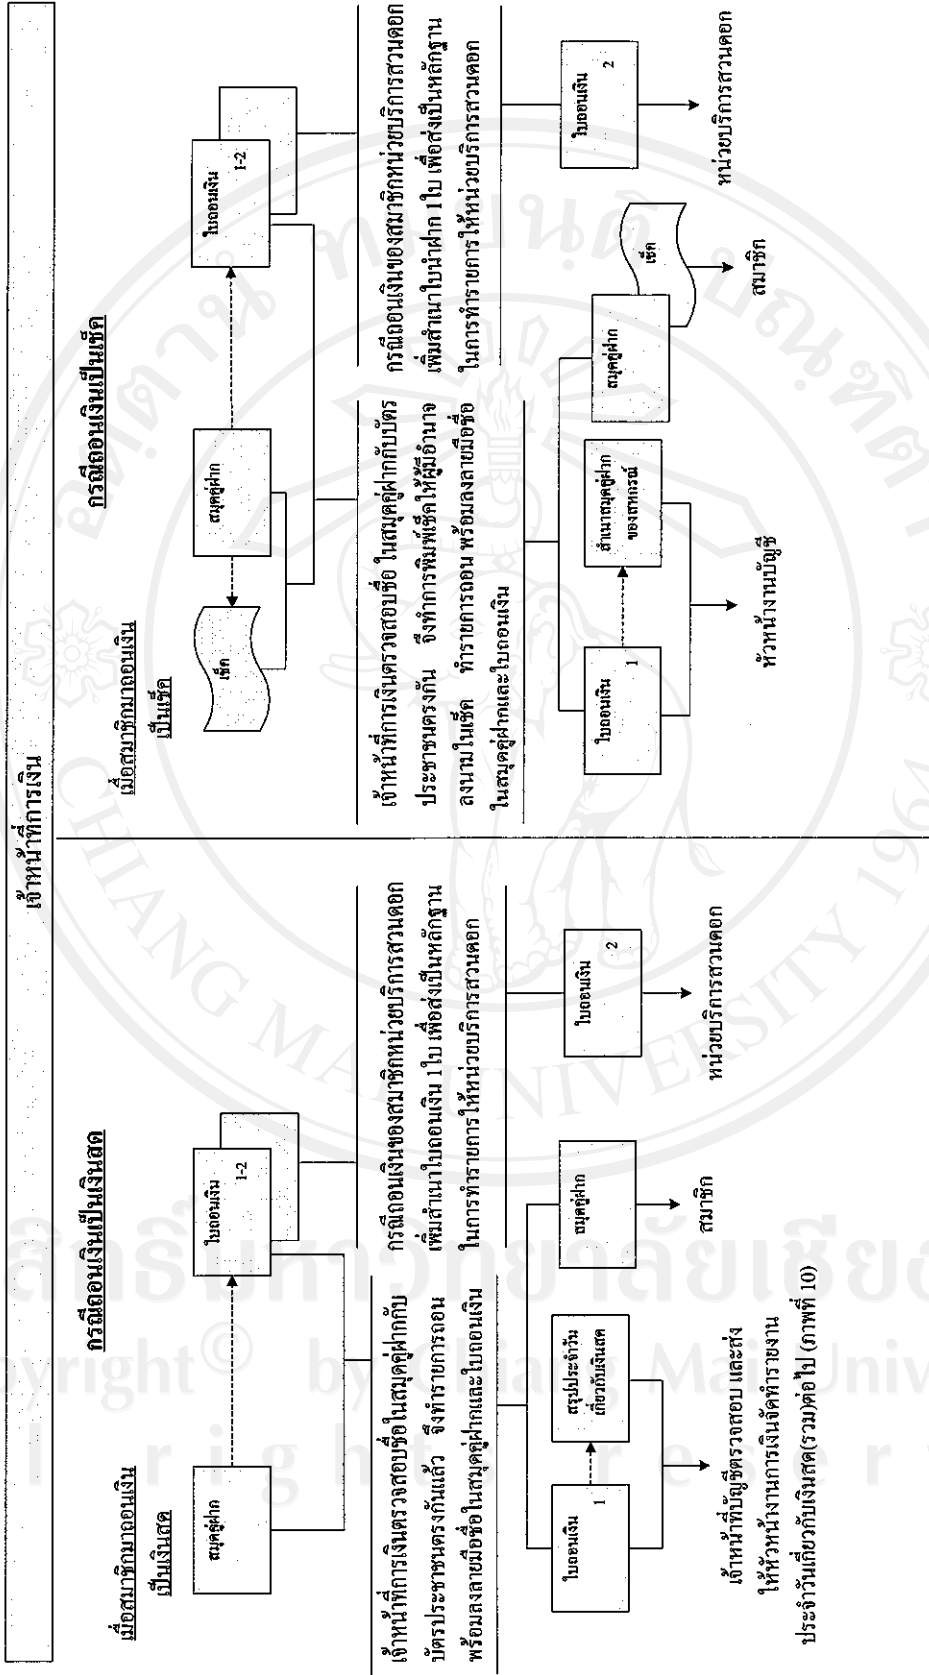 เจ้าหน้าที่การเงิน
กรณีถอนเงินเป็นเงินสด
เมื่อสมาชิกมาถอนเงิน
เป็นเงินสด
สมุดคู่ฝาก
ใบถอนเงิน
1-2
เจ้าหน้าที่การเงินตรวจสอบชื่อในสมุดคู่ฝากกับ
บัตรประชาชนตรงกันแล้ว จึงทำรายการถอน
พร้อมลงลายมือชื่อในสมุดคู่ฝากและใบถอนเงิน
กรณีถอนเงินของสมาชิกหน่วยบริการสวนดอก
เพิ่มสำเนาใบถอนเงิน 1 ใบ เพื่อส่งเป็นหลักฐาน
ในการทำรายการให้หน่วยบริการสวนดอก
ใบถอนเงิน
1
สรุปประจำวัน
เกี่ยวกับเงินสด
สมุดคู่ฝาก
ใบถอนเงิน
2
เจ้าหน้าที่บัญชีตรวจสอบ และส่ง
ให้หัวหน้างานการเงินจัดทำรายงาน
ประจำวันเกี่ยวกับเงินสด(รวม)ต่อไป (ภาพที่ 10)
สมาชิก
หน่วยบริการสวนดอก
กรณีถอนเงินเป็นเช็ค
เมื่อสมาชิกมาถอนเงิน
เป็นเช็ค
เช็ค
สมุดคู่ฝาก
ใบถอนเงิน
1-2
เจ้าหน้าที่การเงินตรวจสอบชื่อ ในสมุดคู่ฝากกับบัตร
ประชาชนตรงกัน จึงทำการพิมพ์เช็คให้ผู้มีอำนาจ
ลงนามในเช็ค ทำรายการถอน พร้อมลงลายมือชื่อ
ในสมุดคู่ฝากและใบถอนเงิน
กรณีถอนเงินของสมาชิกหน่วยบริการสวนดอก
เพิ่มสำเนาใบนำฝาก 1 ใบ เพื่อส่งเป็นหลักฐาน
ในการทำรายการให้หน่วยบริการสวนดอก
ใบถอนเงิน
1
สำเนาสมุดคู่ฝาก
ของสหกรณ์
สมุดคู่ฝาก
เช็ค
ใบถอนเงิน
2
หัวหน้างานบัญชี
สมาชิก
หน่วยบริการสวนดอก
CHIANG MAI UNIVERSITY 1964